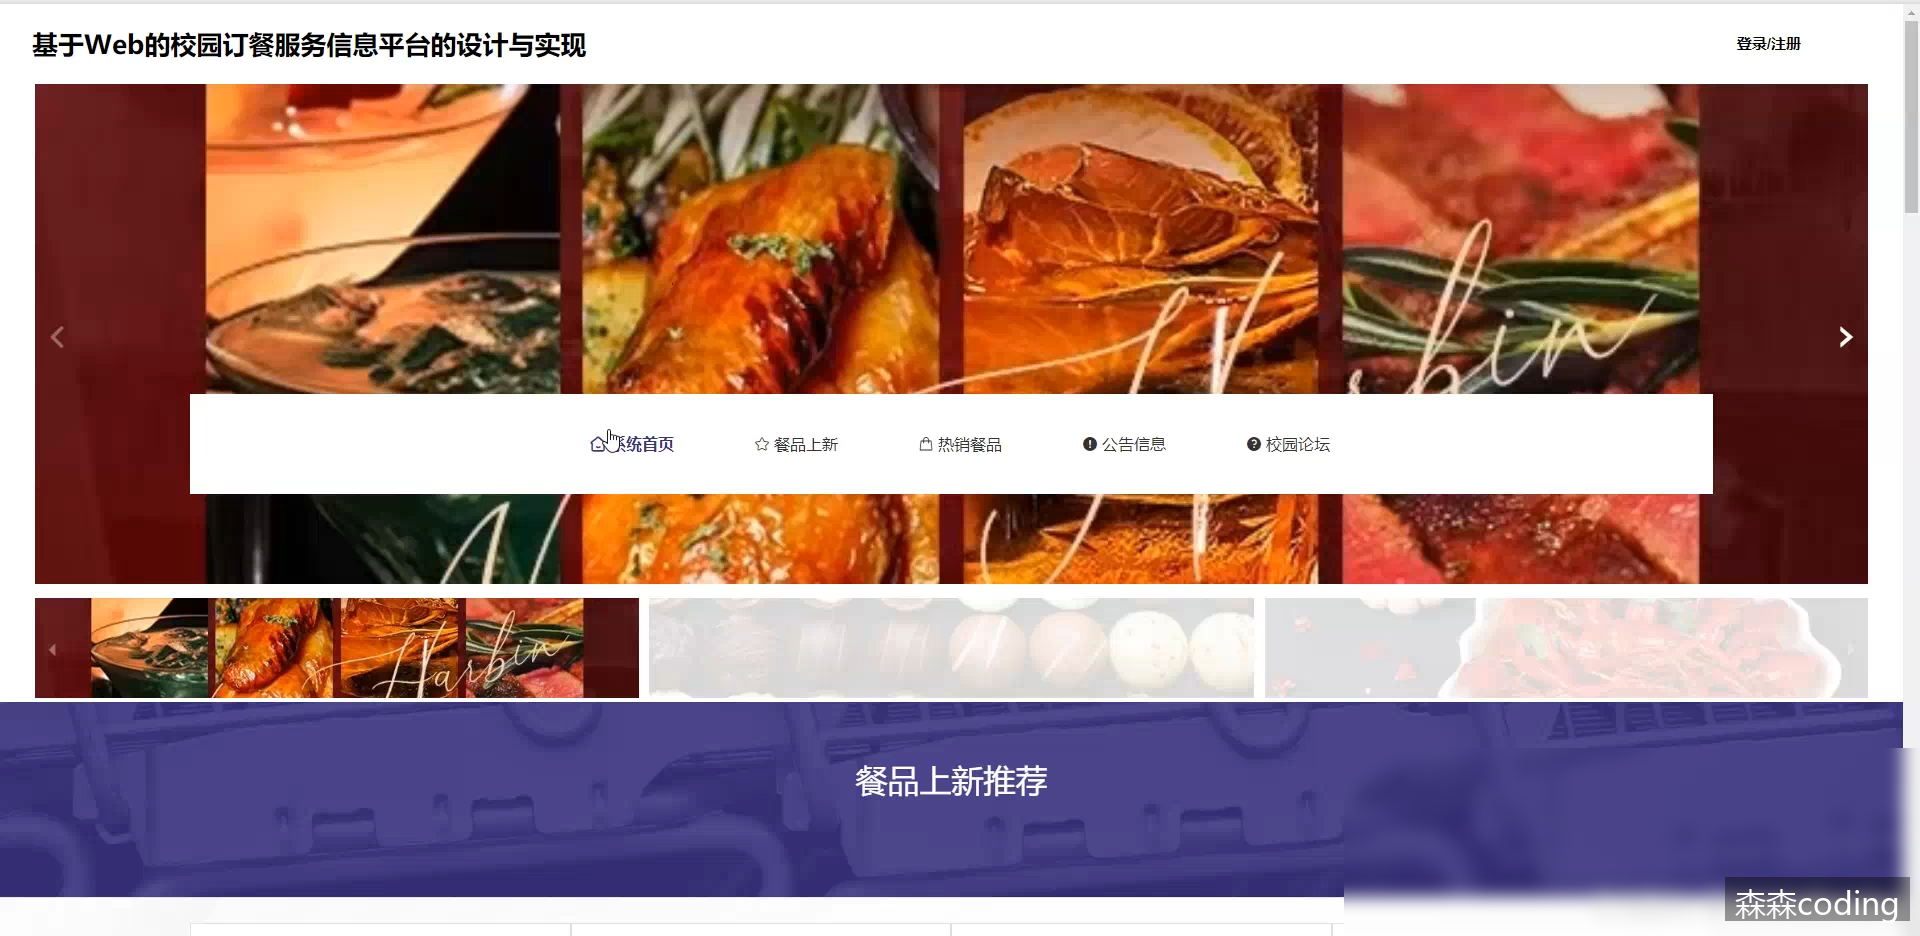 基于Web的校园订餐服务信息平台的设计与实现
登录/注册
Harbin
系统首页
餐品上新
热销餐品
公告信息
校园论坛
Harbin
餐品上新推荐
森森coding